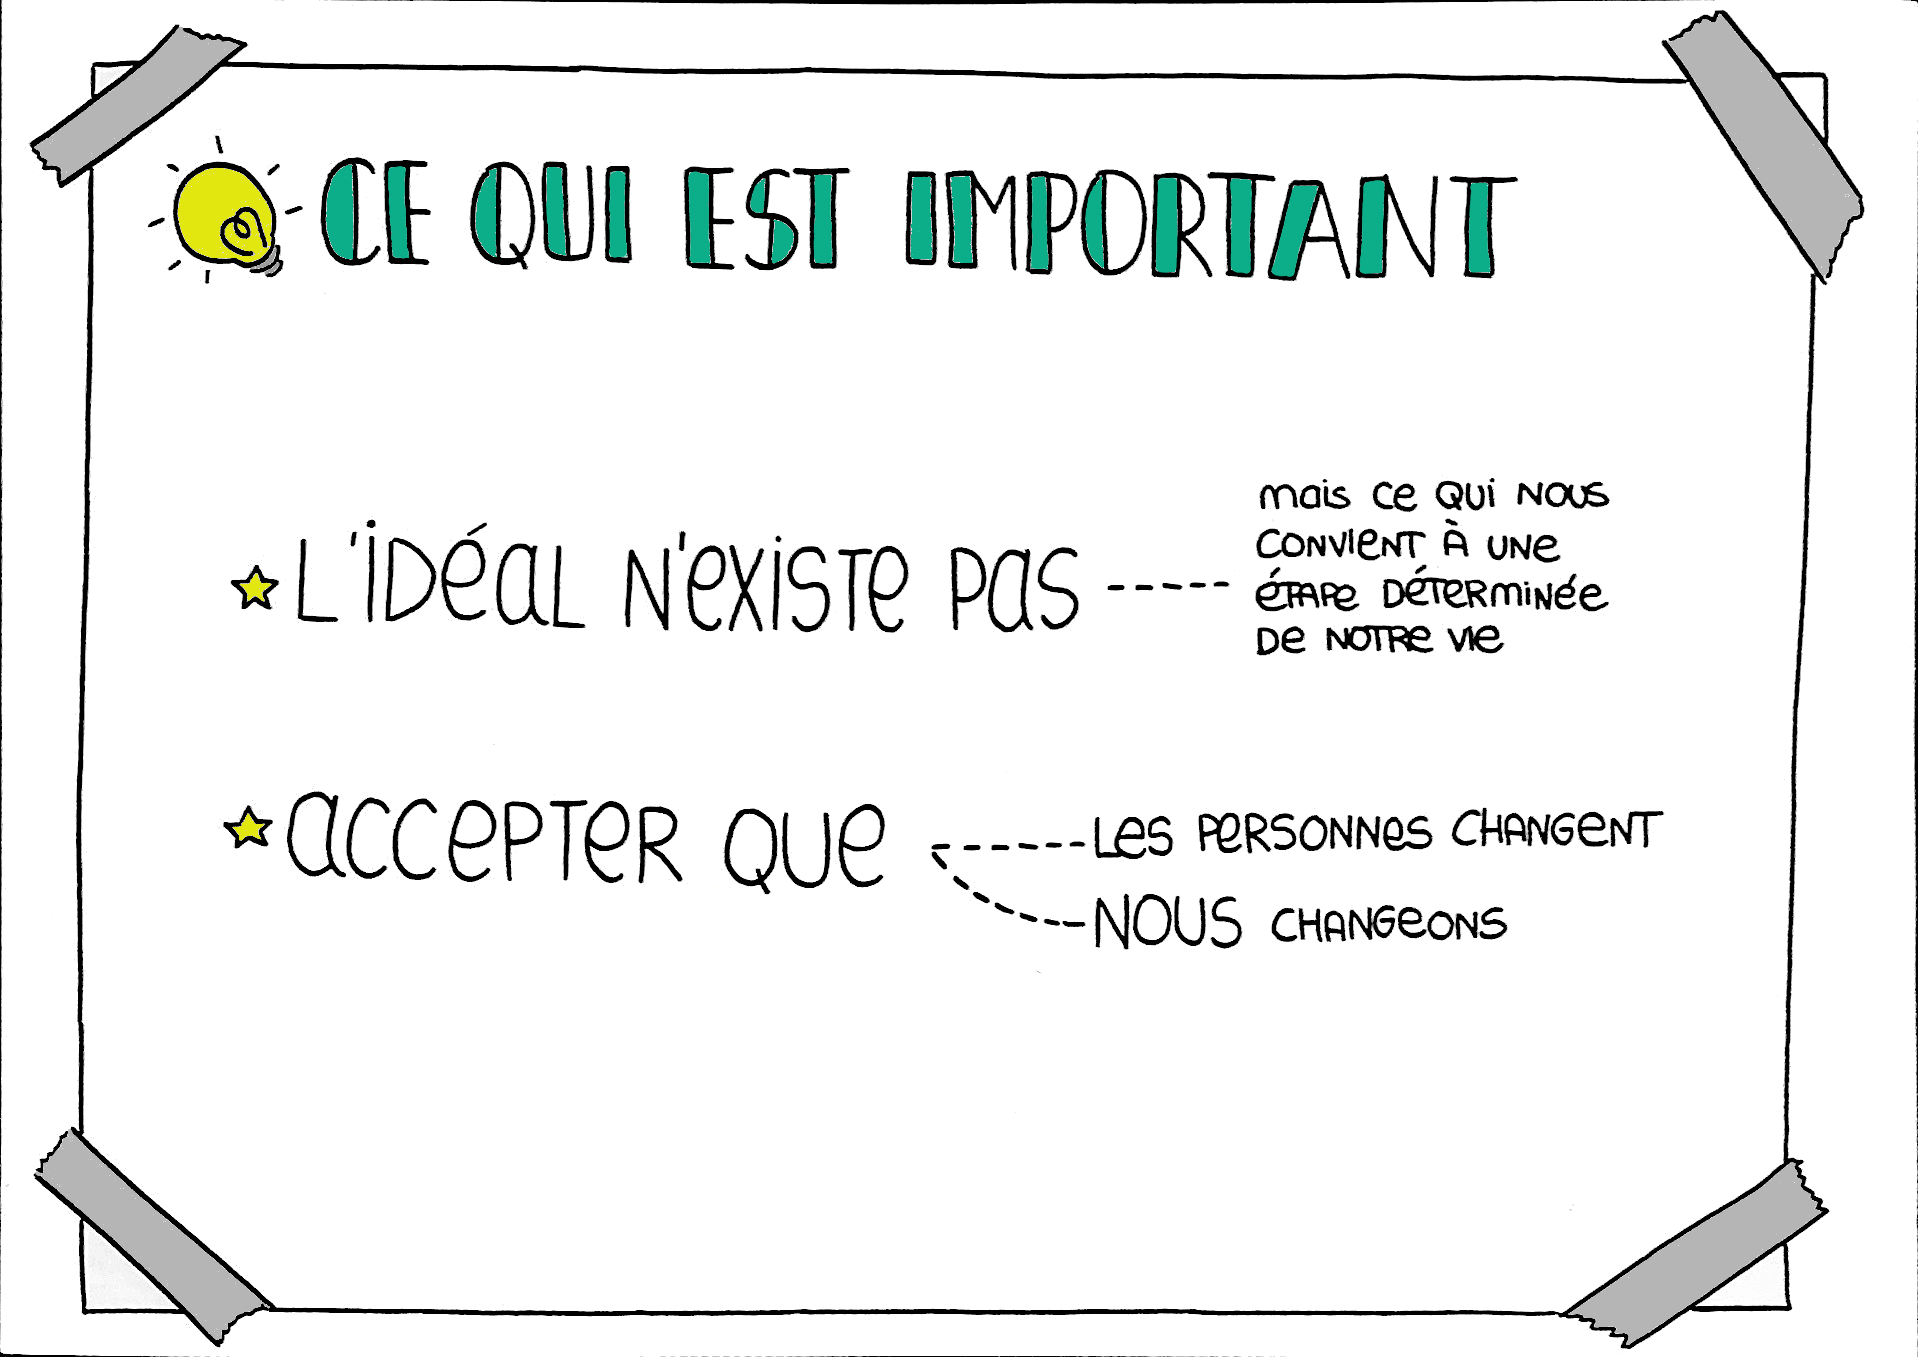 CE QUI EST IMPORTANT
L'iDéAL N'existe pas
mais ce qui nous
convient à une
étape déterminée
de notre vie
accepter que
Les personnes changent
NOUS changeons